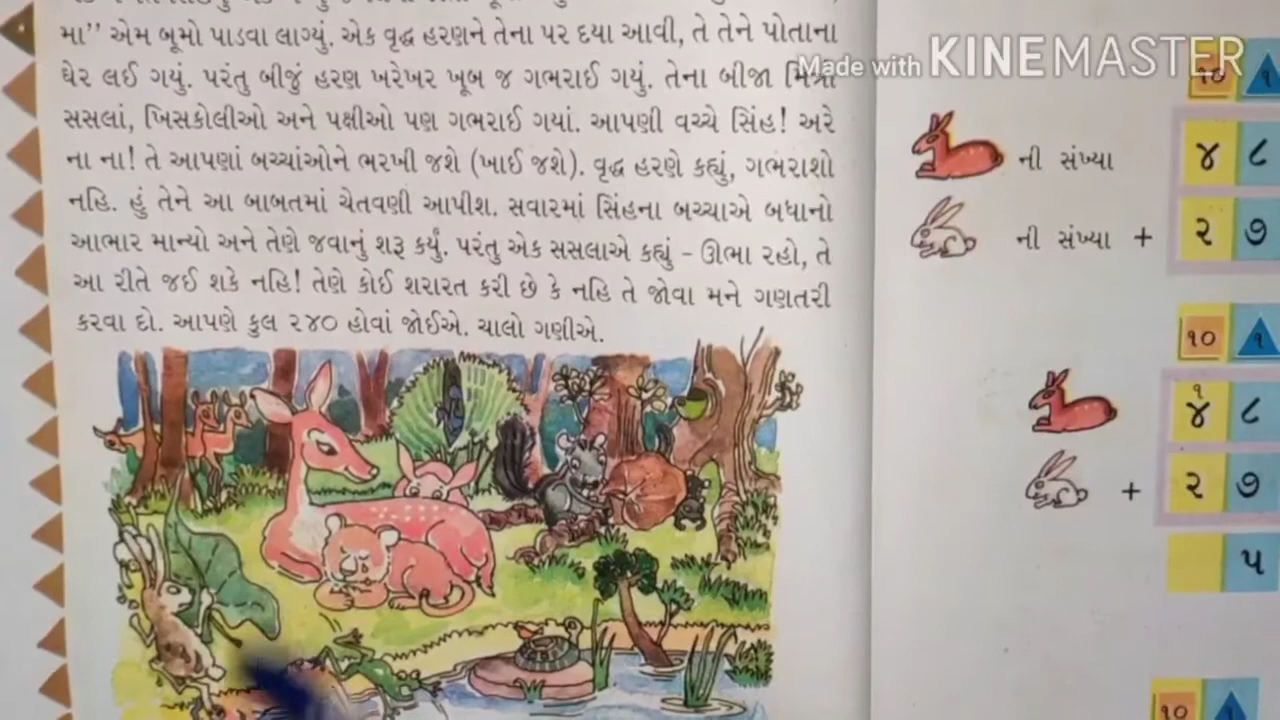 મા” એમ બૂમો પાડવા લાગ્યું. એક વૃદ્ધ હરણને તેના પર દયા આવી, તે તેને પોતાના
ઘેર લઈ ગયું. પરંતુ બીજું હરણ ખરેખર ખૂબ જ ગભરાઈ ગયું. તેના બીજા
સસલાં, ખિસકોલીઓ અને પક્ષીઓ પણ ગભરાઈ ગયાં. આપણી વચ્ચે સિંહ! અરે
ના ના! તે આપણાં બચ્ચાંઓને ભરખી જશે (ખાઈ જશે). વૃદ્ધ હરણે કહ્યું, ગભરાશો
નહિ. હું તેને આ બાબતમાં ચેતવણી આપીશ. સવારમાં સિંહના બચ્ચાએ બધાનો
આભાર માન્યો અને તેણે જવાનું શરૂ કર્યું. પરંતુ એક સસલાએ કહ્યું - ઊભા રહો, તે
આ રીતે જઈ શકે નહિ! તેણે કોઈ શરારત કરી છે કે નહિ તે જોવા મને ગણતરી
કરવા દો. આપણે કુલ ૨૪૦ હોવાં જોઈએ. ચાલો ગણીએ.
Made with KINEMASTER
૧૦ ૧
ની સંખ્યા ૪ ૮
ની સંખ્યા + ૨ ૭
૧૦ ૧
૧
૪ ૮
+ ૨ ૭
૫
૧૦ ૧